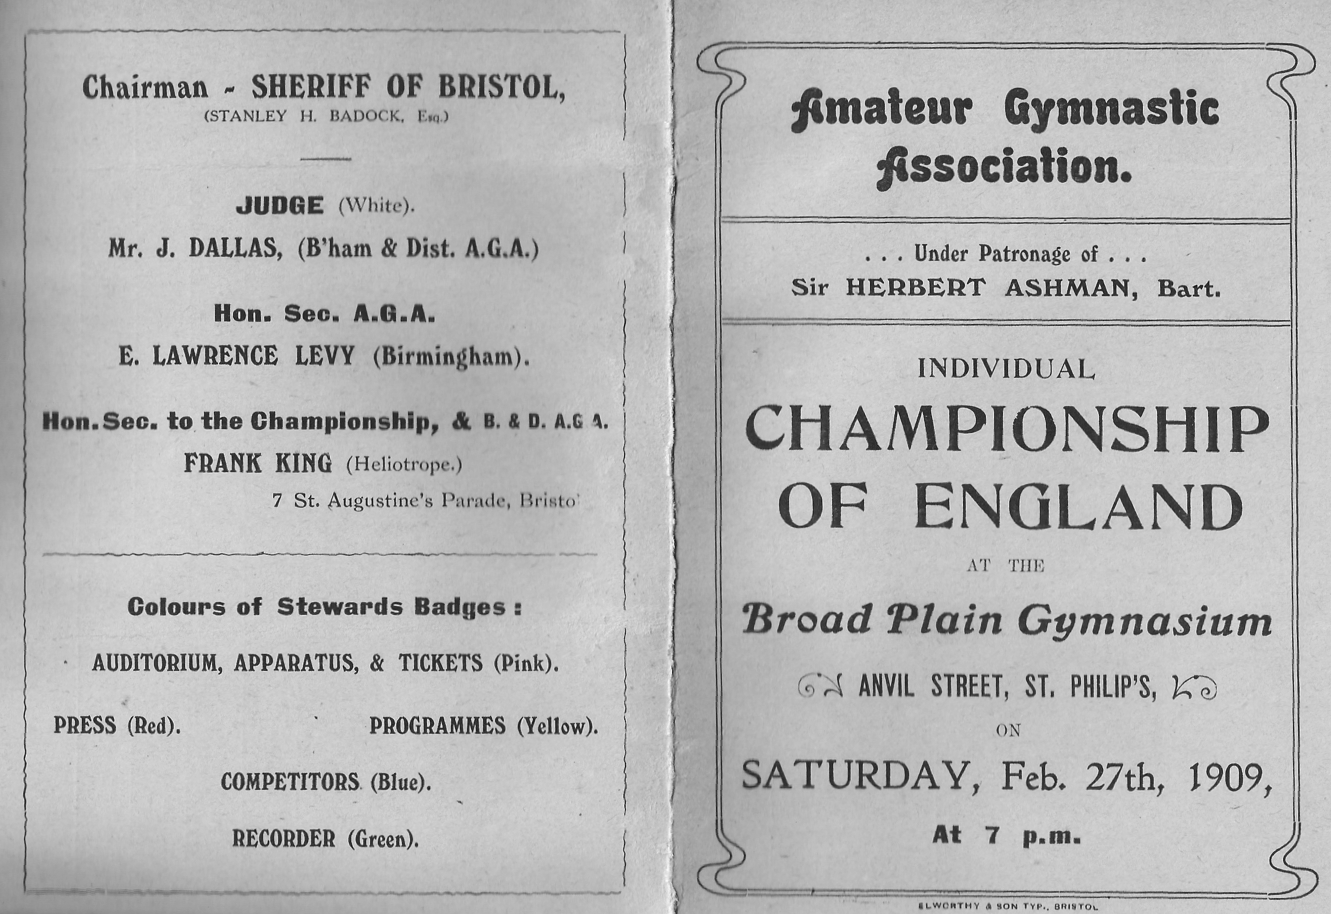 Chairman - SHERIFF OF BRISTOL,
(STANLEY H. BADOCK, Esq.)
JUDGE (White).
Mr. J. DALLAS, (B'ham & Dist. A.G.A.)
Hon. Sec. A.G.A.
E. LAWRENCE LEVY (Birmingham).
Hon. Sec. to the Championship, & B. & D. A.G A.
FRANK KING (Heliotrope.)
7 St. Augustine's Parade, Bristo
Colours of Stewards Badges :
AUDITORIUM, APPARATUS, & TICKETS (Pink).
PRESS (Red). PROGRAMMES (Yellow).
COMPETITORS (Blue).
RECORDER (Green).
Amateur Gymnastic
Association.
. . . Under Patronage of . . .
Sir HERBERT ASHMAN, Bart.
INDIVIDUAL
CHAMPIONSHIP
OF ENGLAND
AT THE
Broad Plain Gymnasium
ANVIL STREET, ST. PHILIP'S,
ON
SATURDAY, Feb. 27th, 1909,
At 7 p.m.
ELWORTHY & SON TYP., BRISTOL